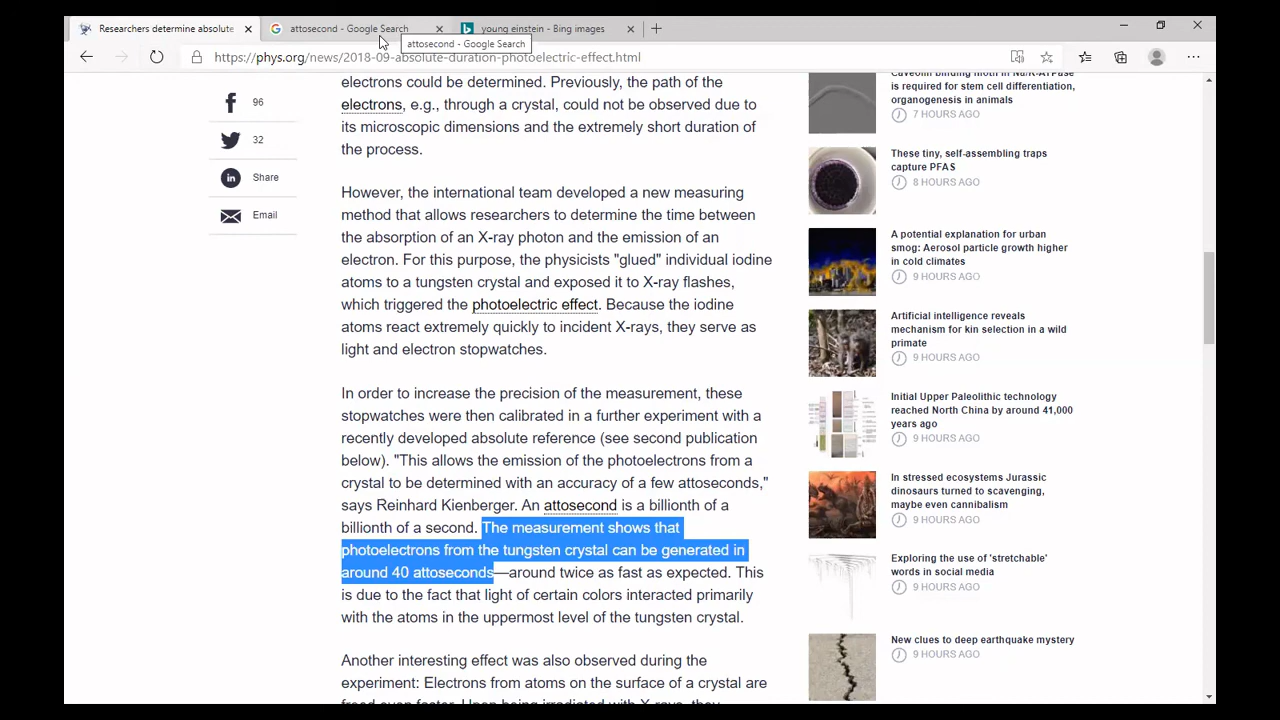 Researchers determine absolute
attosecond - Google Search
young einstein - Bing images
attosecond - Google Search
https://phys.org/news/2018-09-absolute-duration-photoelectric-effect.html
96
32
Share
Email
electrons could be determined. Previously, the path of the
electrons, e.g., through a crystal, could not be observed due to
its microscopic dimensions and the extremely short duration of
the process.
However, the international team developed a new measuring
method that allows researchers to determine the time between
the absorption of an X-ray photon and the emission of an
electron. For this purpose, the physicists "glued" individual iodine
atoms to a tungsten crystal and exposed it to X-ray flashes,
which triggered the photoelectric effect. Because the iodine
atoms react extremely quickly to incident X-rays, they serve as
light and electron stopwatches.
In order to increase the precision of the measurement, these
stopwatches were then calibrated in a further experiment with a
recently developed absolute reference (see second publication
below). "This allows the emission of the photoelectrons from a
crystal to be determined with an accuracy of a few attoseconds,"
says Reinhard Kienberger. An attosecond is a billionth of a
billionth of a second. The measurement shows that
photoelectrons from the tungsten crystal can be generated in
around 40 attoseconds—around twice as fast as expected. This
is due to the fact that light of certain colors interacted primarily
with the atoms in the uppermost level of the tungsten crystal.
Another interesting effect was also observed during the
experiment: Electrons from atoms on the surface of a crystal are
freed even faster. Upon being irradiated with X-rays, they
Caveolin binding motif in Na/K-ATPase
is required for stem cell differentiation,
organogenesis in animals
7 HOURS AGO
These tiny, self-assembling traps
capture PFAS
8 HOURS AGO
A potential explanation for urban
smog: Aerosol particle growth higher
in cold climates
9 HOURS AGO
Artificial intelligence reveals
mechanism for kin selection in a wild
primate
9 HOURS AGO
Initial Upper Paleolithic technology
reached North China by around 41,000
years ago
9 HOURS AGO
In stressed ecosystems Jurassic
dinosaurs turned to scavenging,
maybe even cannibalism
9 HOURS AGO
Exploring the use of 'stretchable'
words in social media
9 HOURS AGO
New clues to deep earthquake mystery
9 HOURS AGO